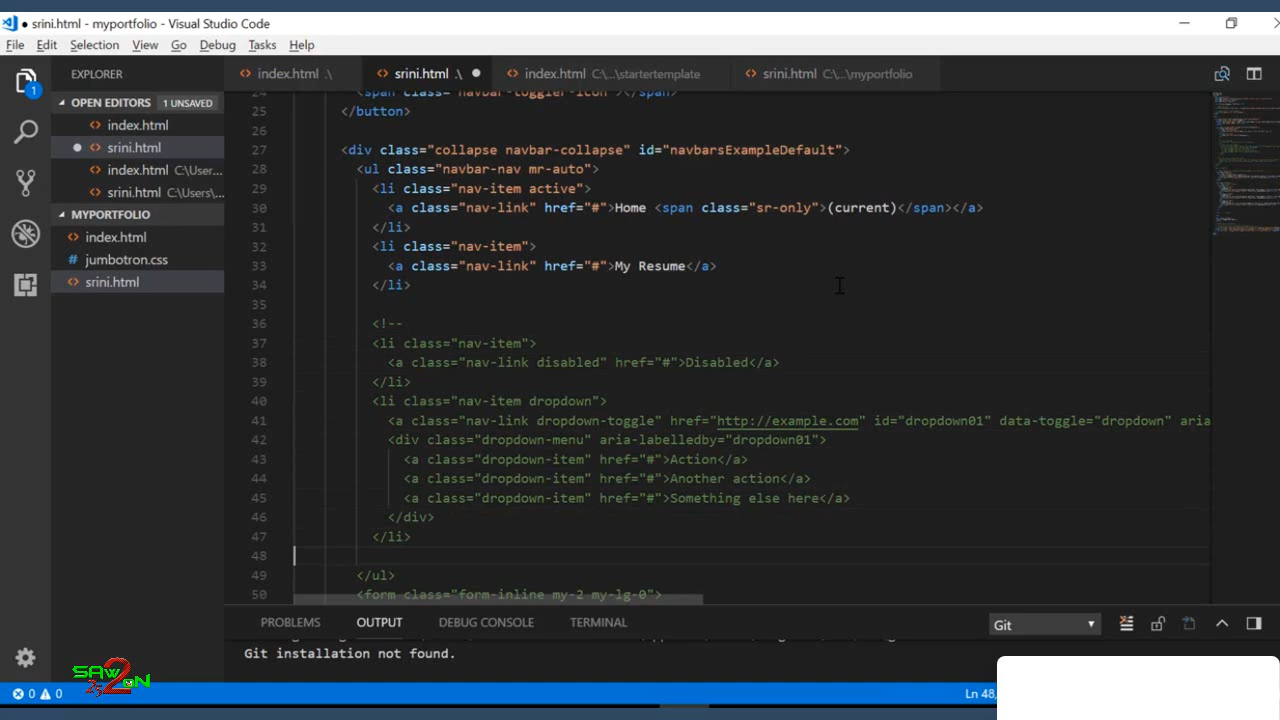 srini.html - myportfolio - Visual Studio Code
File Edit Selection View Go Debug Tasks Help
EXPLORER
index.html .\
srini.html .\
index.html C:\...\startertemplate
srini.html C:\...\myportfolio
1
OPEN EDITORS 1 UNSAVED
index.html
srini.html
index.html C:\User...
srini.html C:\Users\...
MYPORTFOLIO
index.html
# jumbotron.css
srini.html
24 <span class="navbar-toggler-icon"></span>
25 </button>
26
27 <div class="collapse navbar-collapse" id="navbarsExampleDefault">
28 <ul class="navbar-nav mr-auto">
29 <li class="nav-item active">
30 <a class="nav-link" href="#">Home <span class="sr-only">(current)</span></a>
31 </li>
32 <li class="nav-item">
33 <a class="nav-link" href="#">My Resume</a>
34 </li>
35
36 <!--
37 <li class="nav-item">
38 <a class="nav-link disabled" href="#">Disabled</a>
39 </li>
40 <li class="nav-item dropdown">
41 <a class="nav-link dropdown-toggle" href="http://example.com" id="dropdown01" data-toggle="dropdown" aria
42 <div class="dropdown-menu" aria-labelledby="dropdown01">
43 <a class="dropdown-item" href="#">Action</a>
44 <a class="dropdown-item" href="#">Another action</a>
45 <a class="dropdown-item" href="#">Something else here</a>
46 </div>
47 </li>
48
49 </ul>
50 <form class="form-inline my-2 my-lg-0">
PROBLEMS OUTPUT DEBUG CONSOLE TERMINAL
Git
Git installation not found.
0 0
Ln 48,